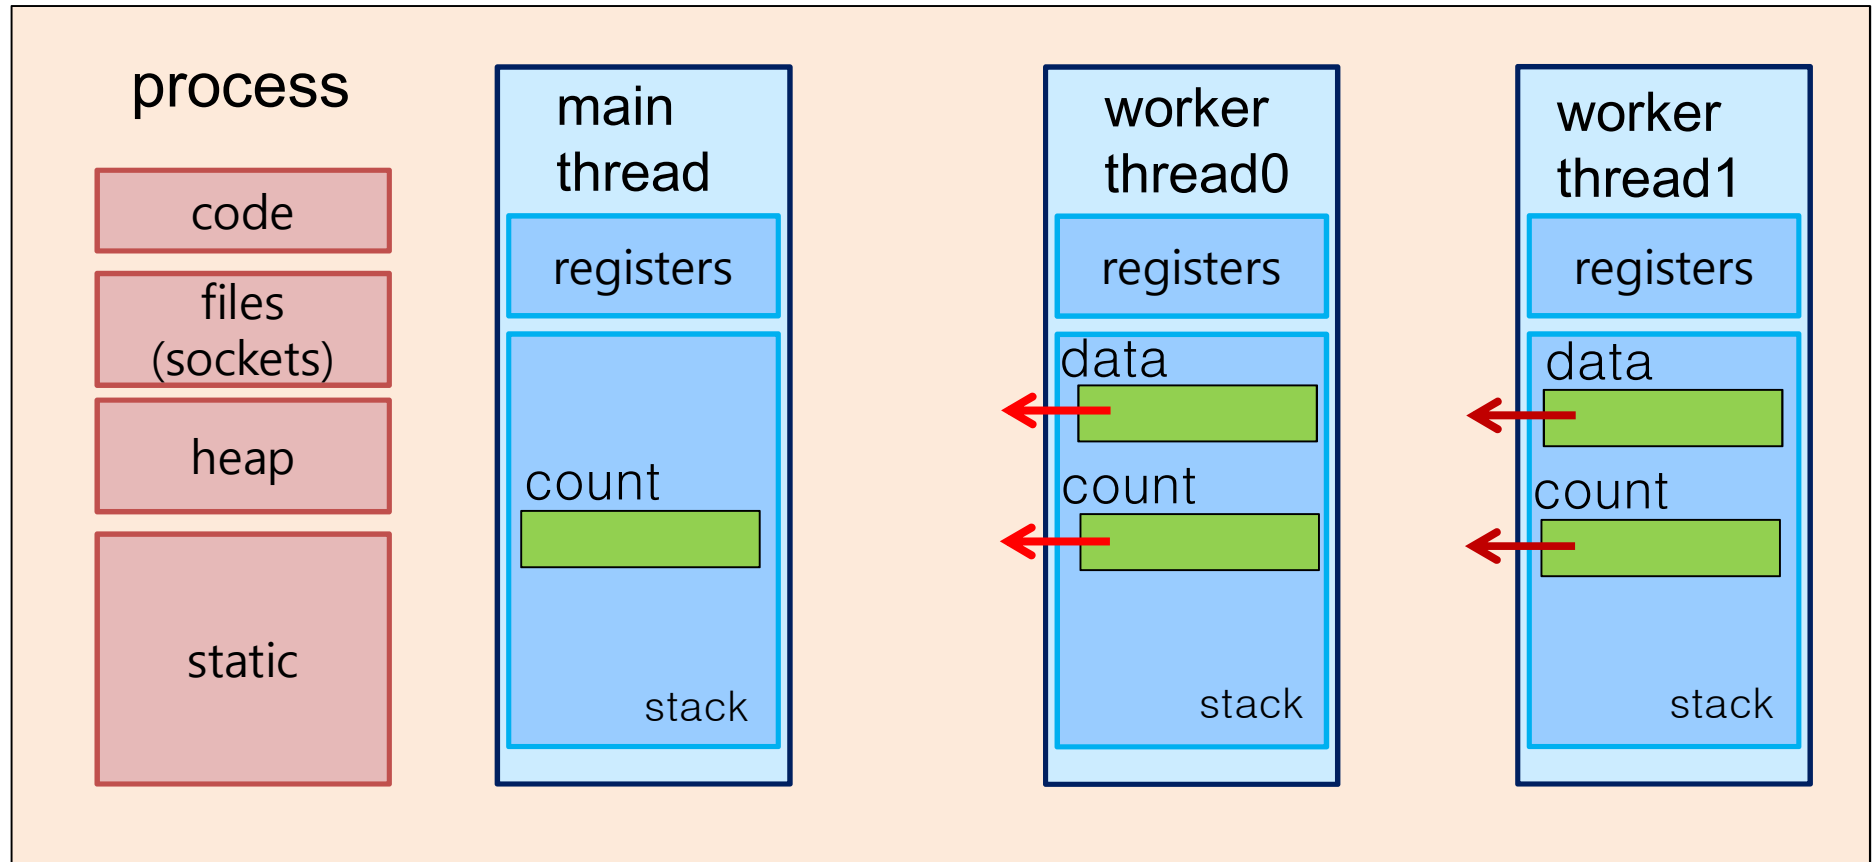 process
code
files
(sockets)
heap
static
main
thread
registers
count
stack
worker
thread0
registers
data
count
stack
worker
thread1
registers
data
count
stack